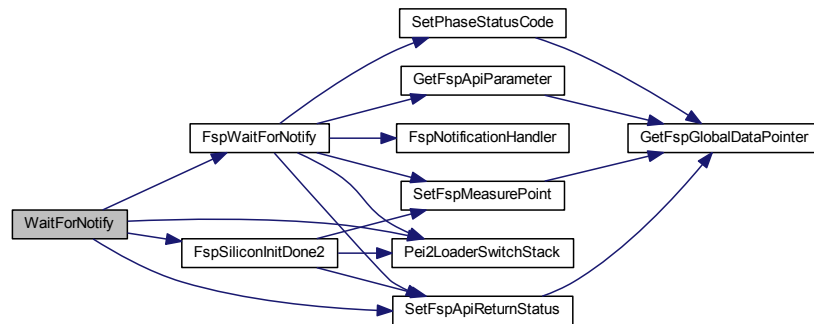 SetPhaseStatusCode
GetFspApiParameter
FspWaitForNotify
FspNotificationHandler
GetFspGlobalDataPointer
SetFspMeasurePoint
WaitForNotify
FspSiliconInitDone2
Pei2LoaderSwitchStack
SetFspApiReturnStatus